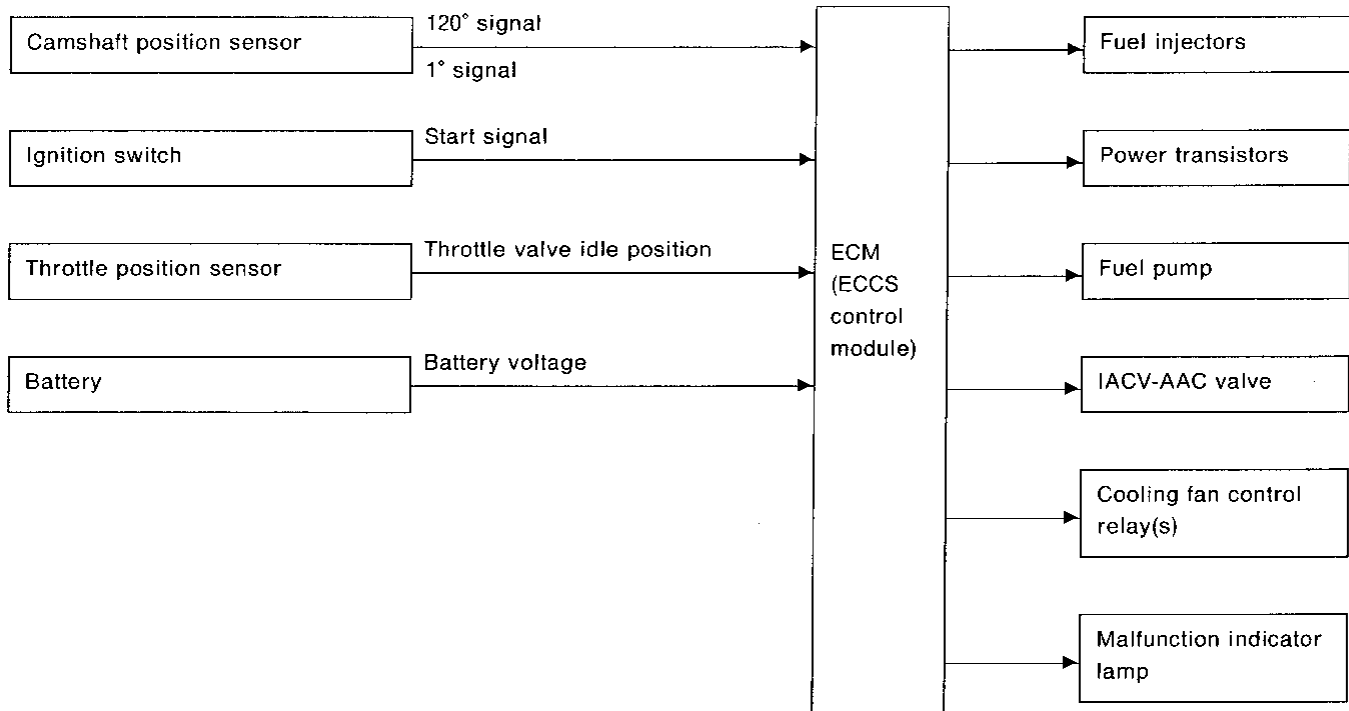 Camshaft position sensor
120° signal
1° signal
Ignition switch
Start signal
Throttle position sensor
Throttle valve idle position
Battery
Battery voltage
ECM
(ECCS
control
module)
Fuel injectors
Power transistors
Fuel pump
IACV-AAC valve
Cooling fan control
relay(s)
Malfunction indicator
lamp